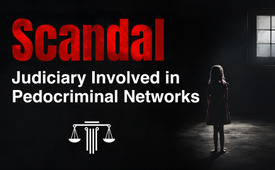 Scandal
Judiciary Involved in
Pedocriminal Networks